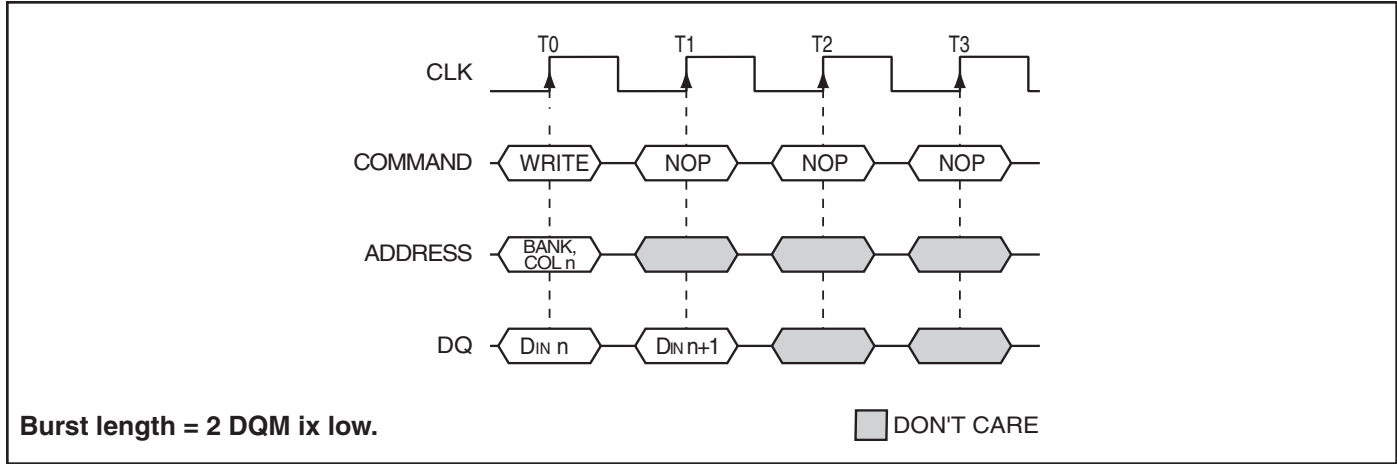 T0 T1 T2 T3
CLK
COMMAND WRITE NOP NOP NOP
ADDRESS BANK,
COL n
DQ DIN n DIN n+1
Burst length = 2 DQM ix low. DON'T CARE